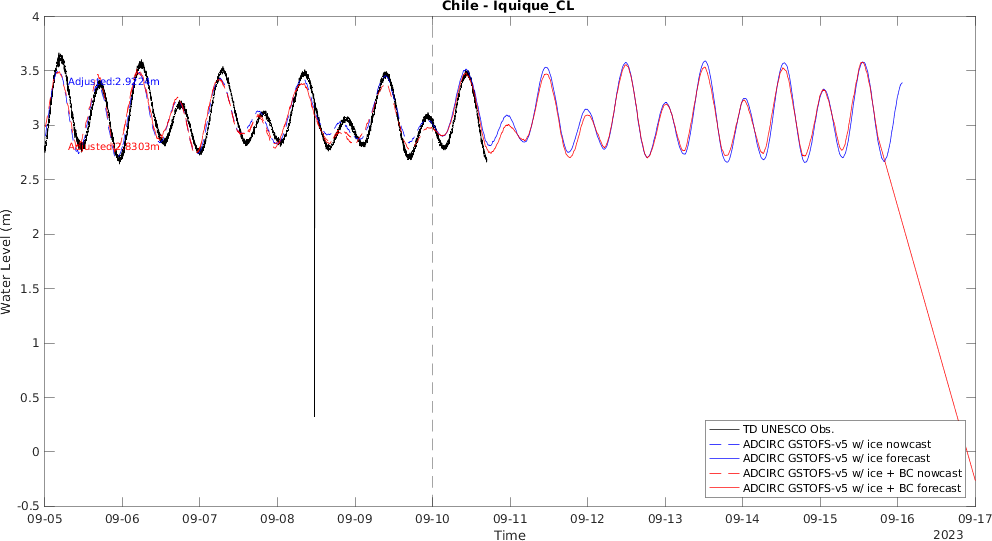 Chile - Iquique_CL
4
3.5
3
2.5
2
1.5
1
0.5
0
-0.5
Water Level (m)
Adjusted:2.9224m
Adjusted:2.8303m
TD UNESCO Obs.
ADCIRC GSTOFS-v5 w/ ice nowcast
ADCIRC GSTOFS-v5 w/ ice forecast
ADCIRC GSTOFS-v5 w/ ice + BC nowcast
ADCIRC GSTOFS-v5 w/ ice + BC forecast
09-05 09-06 09-07 09-08 09-09 09-10 09-11 09-12 09-13 09-14 09-15 09-16 09-17
Time
2023